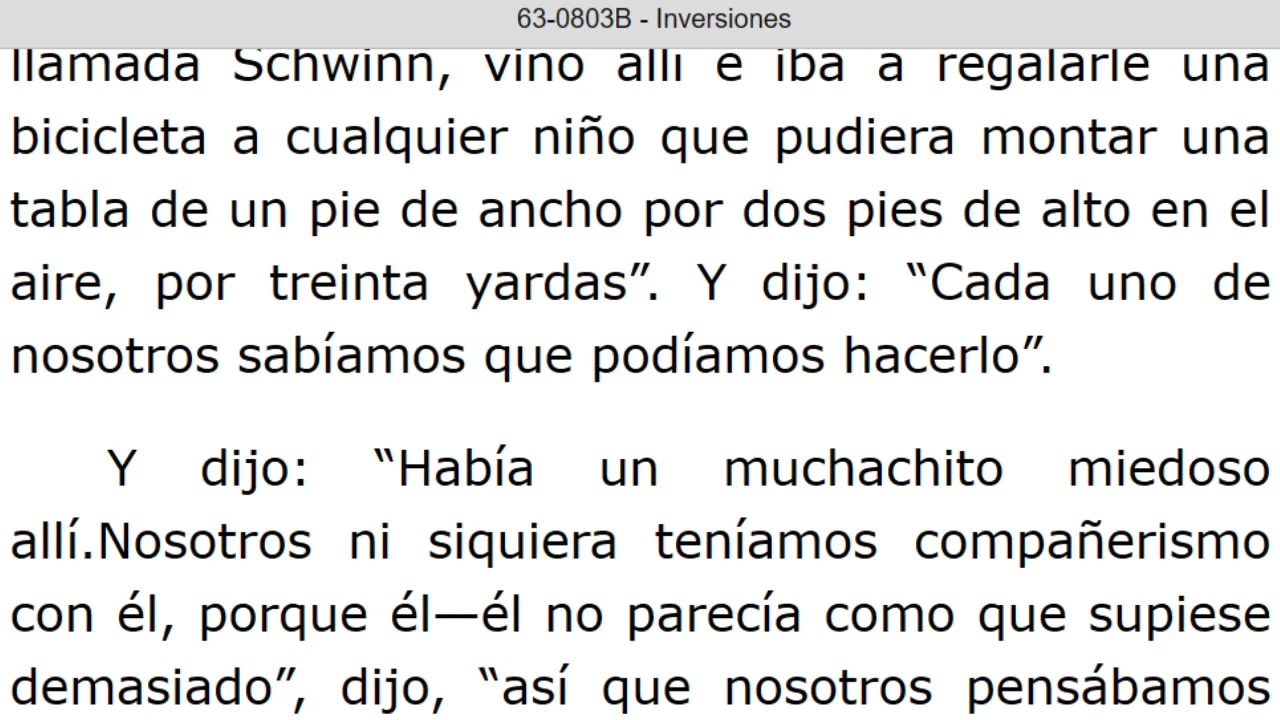 63-0803B - Inversiones
llamada Schwinn, vino allí e iba a regalarle una
bicicleta a cualquier niño que pudiera montar una
tabla de un pie de ancho por dos pies de alto en el
aire, por treinta yardas”. Y dijo: “Cada uno de
nosotros sabíamos que podíamos hacerlo”.
Y dijo: “Había un muchachito miedoso
allí.Nosotros ni siquiera teníamos compañerismo
con él, porque él—él no parecía como que supiese
demasiado”, dijo, “así que nosotros pensábamos